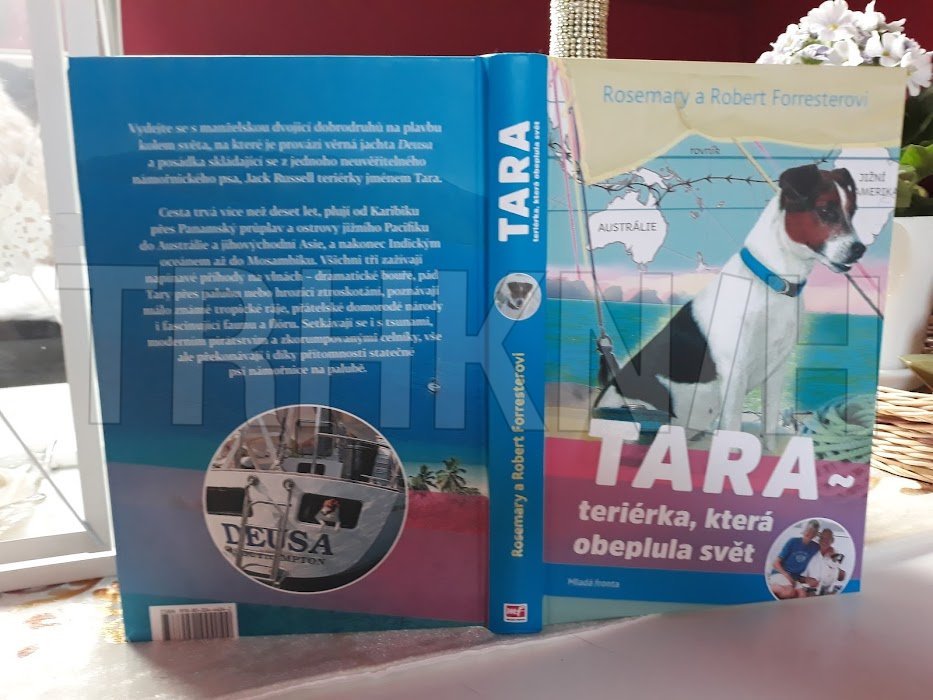 Vydejte se s manželskou dvojicí dobrodruhů na plavbu
kolem světa, na které je provází věrná jachta Deusa
a posádka skládající se z jednoho neuvěřitelného
námořnického psa, Jack Russell teriérky jménem Tara.
Cesta trvá více než deset let, plují od Karibiku
přes Panamský průplav a ostrovy jižního Pacifiku
do Austrálie a jihovýchodní Asie, a nakonec Indickým
oceánem až do Mosambiku. Všichni tři zažívají
napínavé příhody na vlnách – dramatické bouře, pád
Tary přes palubu nebo hrozící ztroskotání, poznávají
málo známé tropické ráje, přátelské domorodé národy
i fascinující faunu a flóru. Setkávají se i s tsunami,
moderním pirátstvím a zkorumpovanými celníky, vše
ale překonávají i díky přítomnosti statečné
psí námořnice na palubě.
DEUSA
SOUTHAMPTON
TARA
teriérka, která obeplula svět
Rosemary a Robert Forresterovi
mf
Rosemary a Robert Forresterovi
rovník
AUSTRÁLIE
JIŽNÍ
AMERIKA
TARA ~
teriérka, která
obeplula svět
Mladá fronta
TRHKNIH